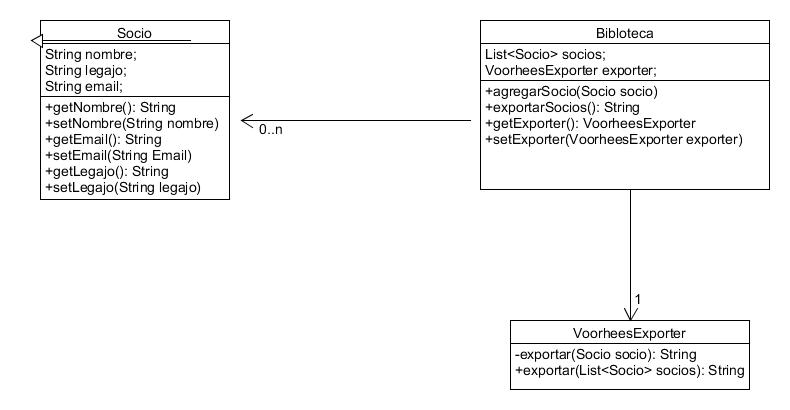 Socio
String nombre;
String legajo;
String email;
+getNombre(): String
+setNombre(String nombre)
+getEmail(): String
+setEmail(String Email)
+getLegajo(): String
+setLegajo(String legajo)
0..n
Bibloteca
List<Socio> socios;
VoorheesExporter exporter;
+agregarSocio(Socio socio)
+exportarSocios(): String
+getExporter(): VoorheesExporter
+setExporter(VoorheesExporter exporter)
1
VoorheesExporter
-exportar(Socio socio): String
+exportar(List<Socio> socios): String